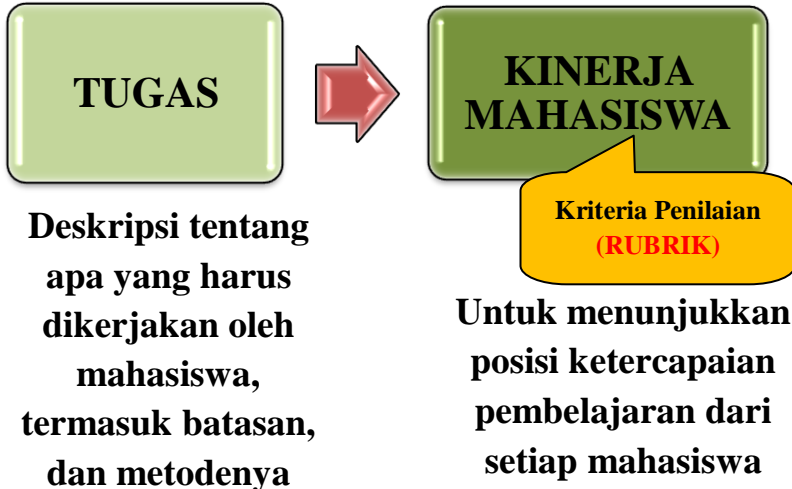 TUGAS
Deskripsi tentang
apa yang harus
dikerjakan oleh
mahasiswa,
termasuk batasan,
dan metodenya
KINERJA
MAHASISWA
Kriteria Penilaian
(RUBRIK)
Untuk menunjukkan
posisi ketercapaian
pembelajaran dari
setiap mahasiswa